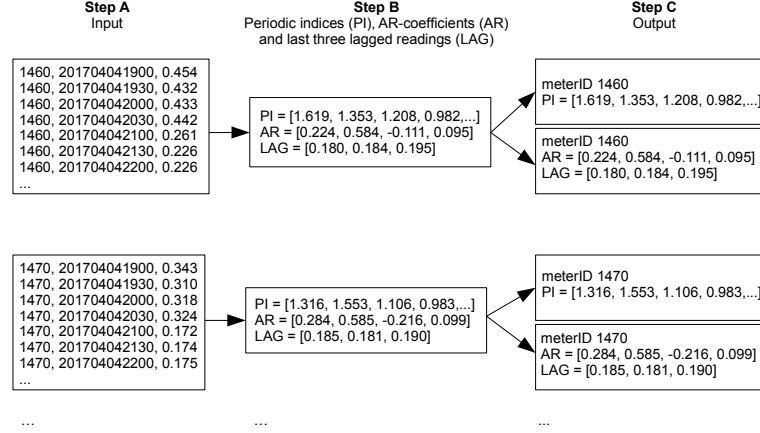 Step A
Input
Step B
Periodic indices (PI), AR-coefficients (AR)
and last three lagged readings (LAG)
Step C
Output
1460, 201704041900, 0.454
1460, 201704041930, 0.432
1460, 201704042000, 0.433
1460, 201704042030, 0.442
1460, 201704042100, 0.261
1460, 201704042130, 0.226
1460, 201704042200, 0.226
...
PI = [1.619, 1.353, 1.208, 0.982,...]
AR = [0.224, 0.584, -0.111, 0.095]
LAG = [0.180, 0.184, 0.195]
meterID 1460
PI = [1.619, 1.353, 1.208, 0.982,...]
meterID 1460
AR = [0.224, 0.584, -0.111, 0.095]
LAG = [0.180, 0.184, 0.195]
1470, 201704041900, 0.343
1470, 201704041930, 0.310
1470, 201704042000, 0.318
1470, 201704042030, 0.324
1470, 201704042100, 0.172
1470, 201704042130, 0.174
1470, 201704042200, 0.175
...
PI = [1.316, 1.553, 1.106, 0.983,...]
AR = [0.284, 0.585, -0.216, 0.099]
LAG = [0.185, 0.181, 0.190]
meterID 1470
PI = [1.316, 1.553, 1.106, 0.983,...]
meterID 1470
AR = [0.284, 0.585, -0.216, 0.099]
LAG = [0.185, 0.181, 0.190]
... ... ...